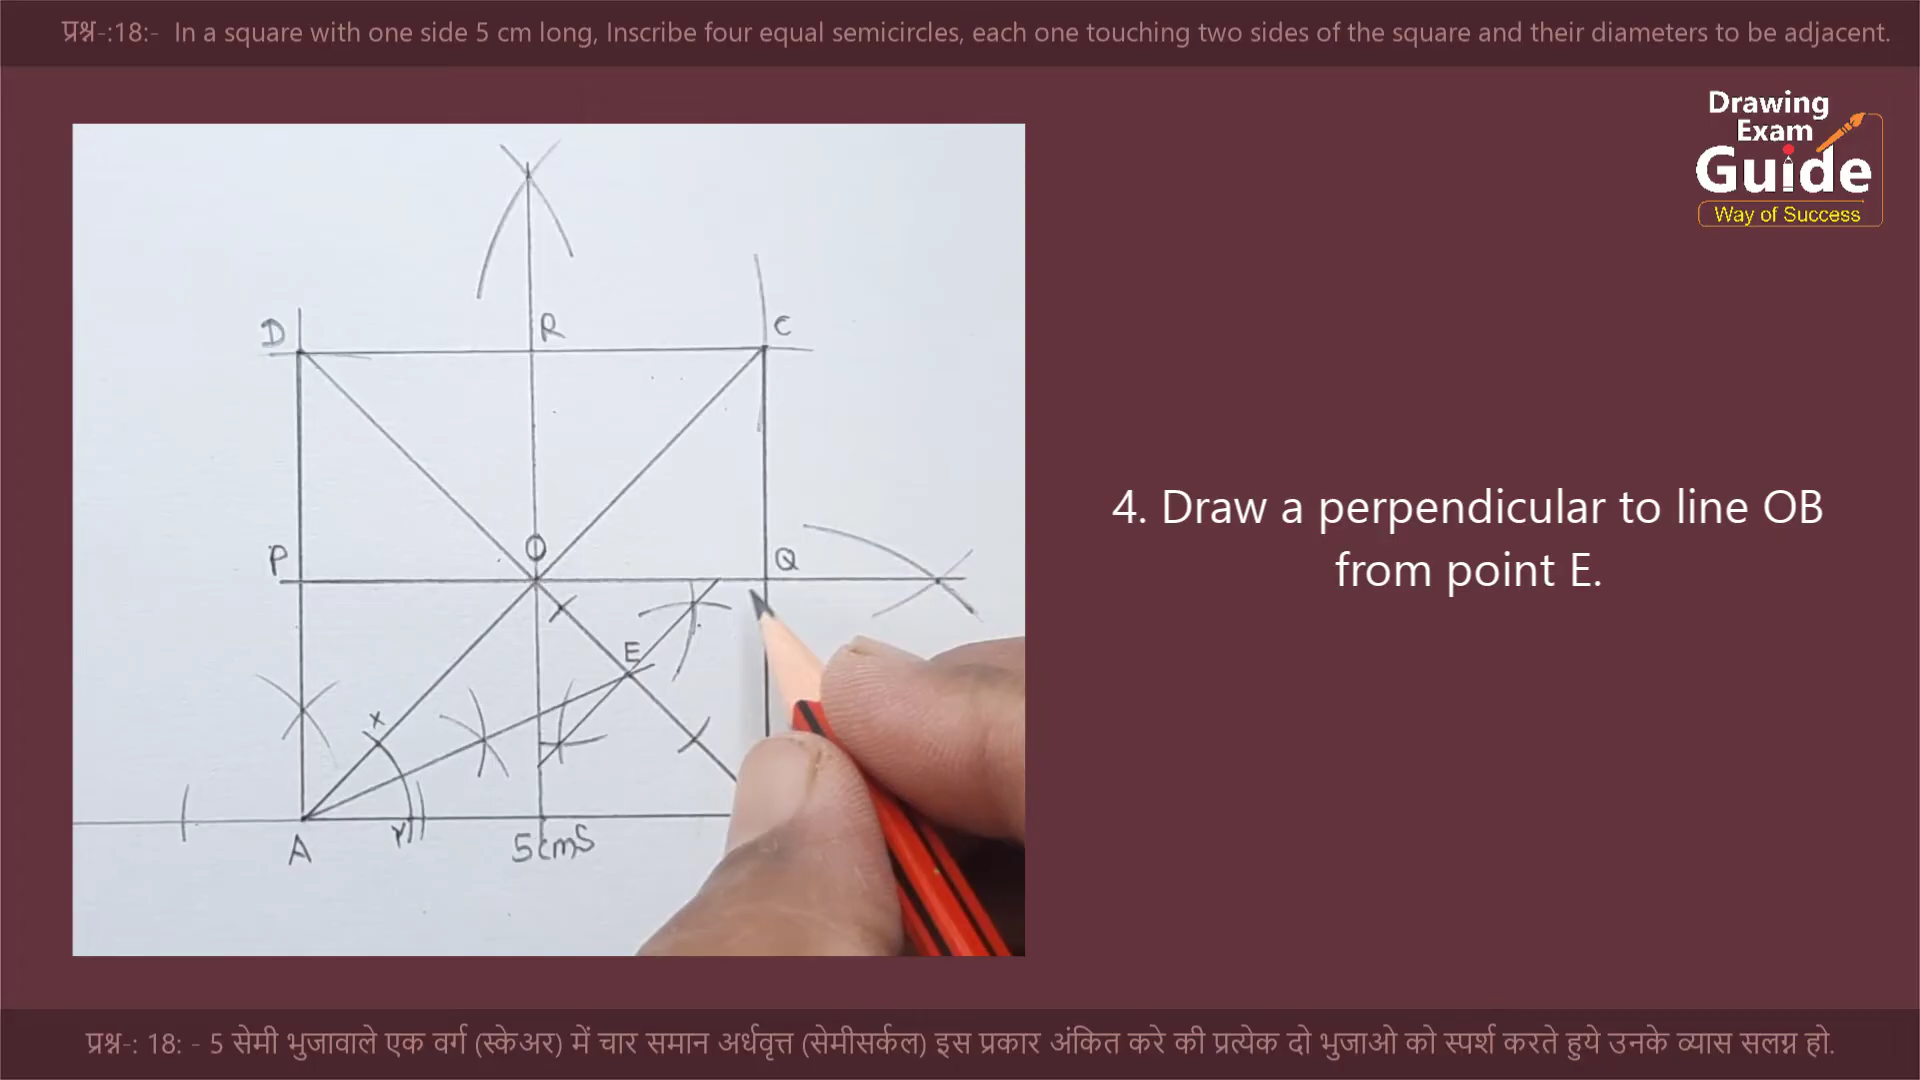 प्रश्न-:18:- In a square with one side 5 cm long, Inscribe four equal semicircles, each one touching two sides of the square and their diameters to be adjacent.
Drawing
Exam
Guide
Way of Success
D
R
C
P
O
Q
E
X
Y
A
5cm
S
4. Draw a perpendicular to line OB
from point E.
प्रश्न-: 18: - 5 सेमी भुजावाले एक वर्ग (स्केअर) में चार समान अर्धवृत्त (सेमीसर्कल) इस प्रकार अंकित करे की प्रत्येक दो भुजाओ को स्पर्श करते हुये उनके व्यास सलग्न हो.